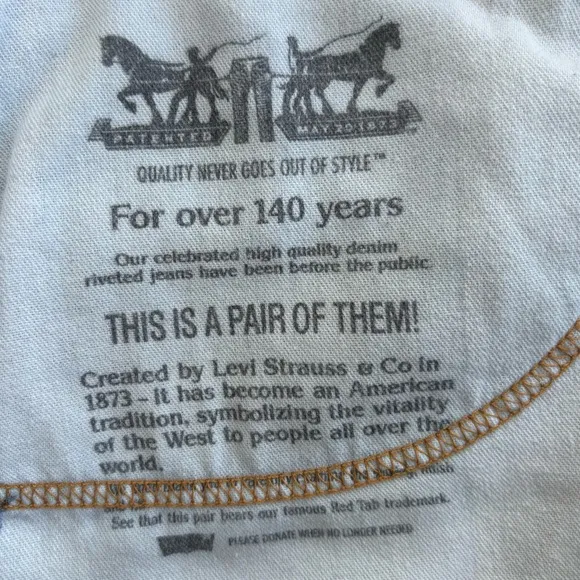 PATENTED MAY 20 1873
QUALITY NEVER GOES OUT OF STYLE™
For over 140 years
Our celebrated high quality denim
riveted jeans have been before the public
THIS IS A PAIR OF THEM!
Created by Levi Strauss & Co in
1873 - it has become an American
tradition, symbolizing the vitality
of the West to people all over the
world.
See that this pair bears our famous Red Tab trademark.
PLEASE DONATE WHEN NO LONGER NEEDED